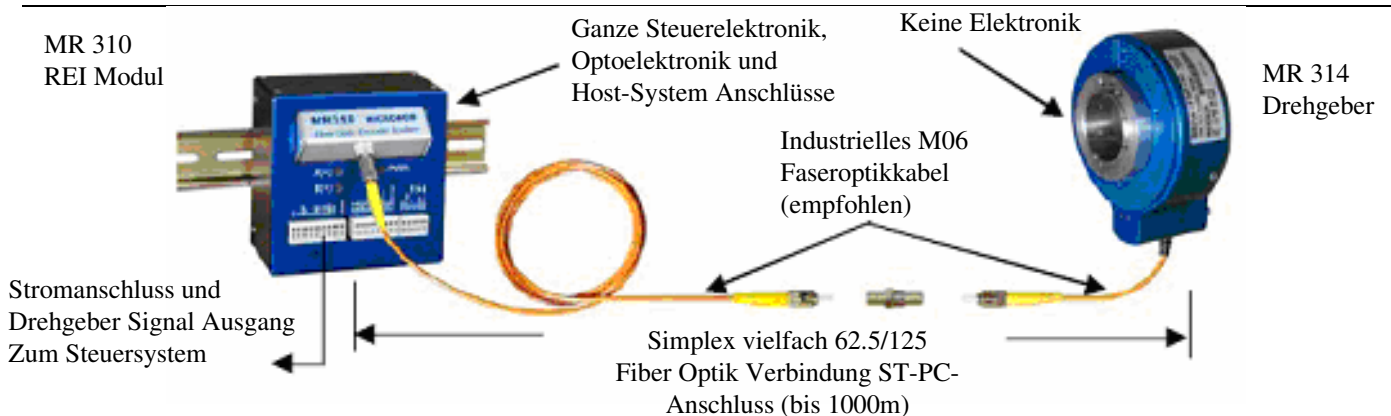 MR 310
REI Modul
Ganze Steuerelektronik,
Optoelektronik und
Host-System Anschlüsse
Keine Elektronik
MR 314
Drehgeber
Industrielles M06
Faseroptikkabel
(empfohlen)
Stromanschluss und
Drehgeber Signal Ausgang
Zum Steuersystem
Simplex vielfach 62.5/125
Fiber Optik Verbindung ST-PC-
Anschluss (bis 1000m)